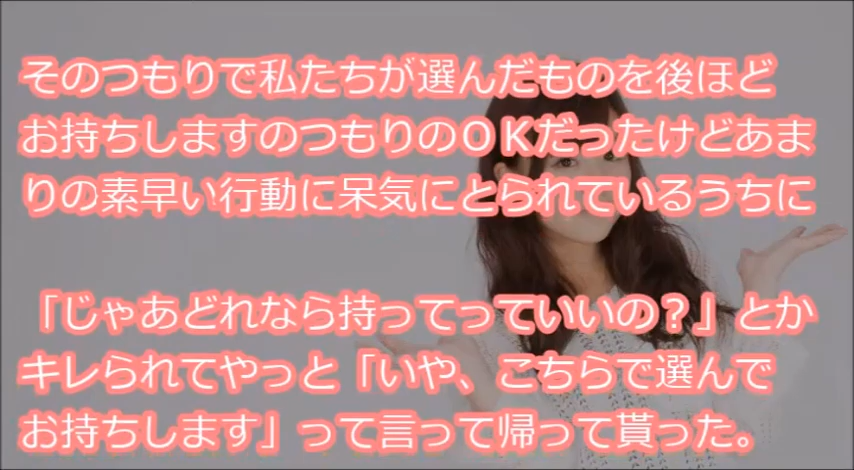 そのつもりで私たちが選んだものを後ほど
お持ちしますのつもりのOKだったけどあま
りの素早い行動に呆気にとられているうちに
「じゃあどれなら持ってっていいの？」とか
キレられてやっと「いや、こちらで選んで
お持ちします」って言って帰って貰った。